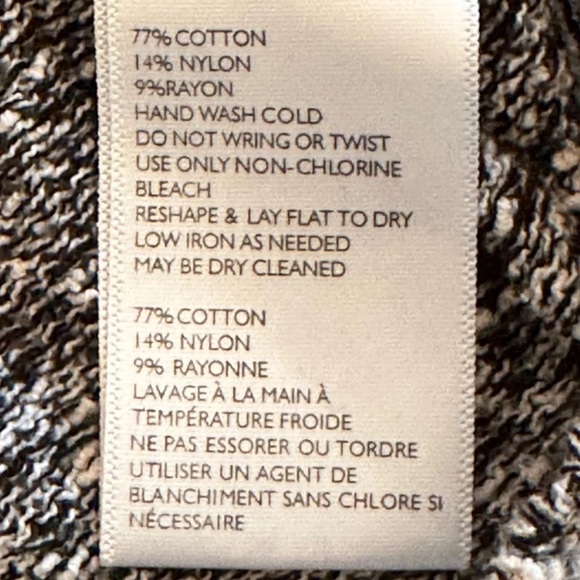 77% COTTON
14% NYLON
9%RAYON
HAND WASH COLD
DO NOT WRING OR TWIST
USE ONLY NON-CHLORINE
BLEACH
RESHAPE & LAY FLAT TO DRY
LOW IRON AS NEEDED
MAY BE DRY CLEANED
77% COTTON
14% NYLON
9% RAYONNE
LAVAGE À LA MAIN À
TEMPÉRATURE FROIDE
NE PAS ESSORER OU TORDRE
UTILISER UN AGENT DE
BLANCHIMENT SANS CHLORE SI
NÉCESSAIRE